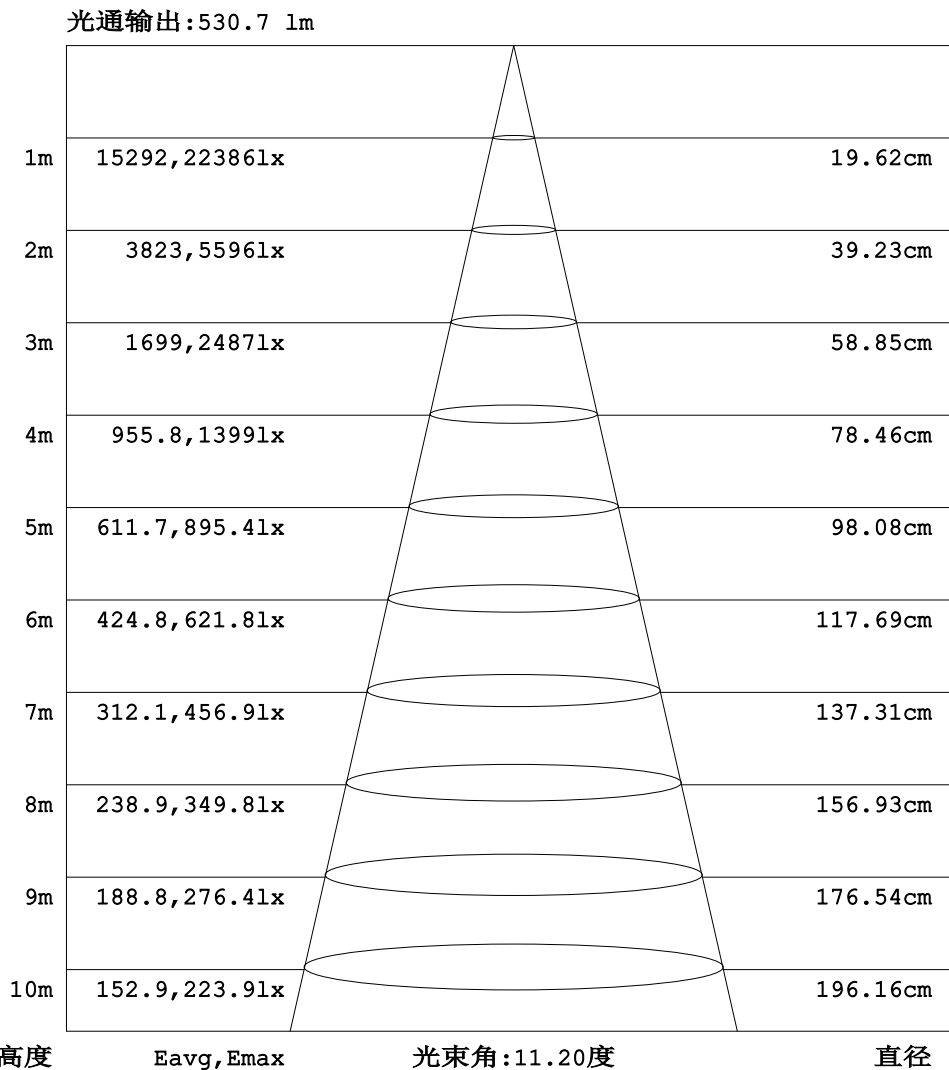 光通输出:530.7 lm
1m 15292,22386lx 19.62cm
2m 3823,5596lx 39.23cm
3m 1699,2487lx 58.85cm
4m 955.8,1399lx 78.46cm
5m 611.7,895.4lx 98.08cm
6m 424.8,621.8lx 117.69cm
7m 312.1,456.9lx 137.31cm
8m 238.9,349.8lx 156.93cm
9m 188.8,276.4lx 176.54cm
10m 152.9,223.9lx 196.16cm
高度 Eavg,Emax 光束角:11.20度 直径